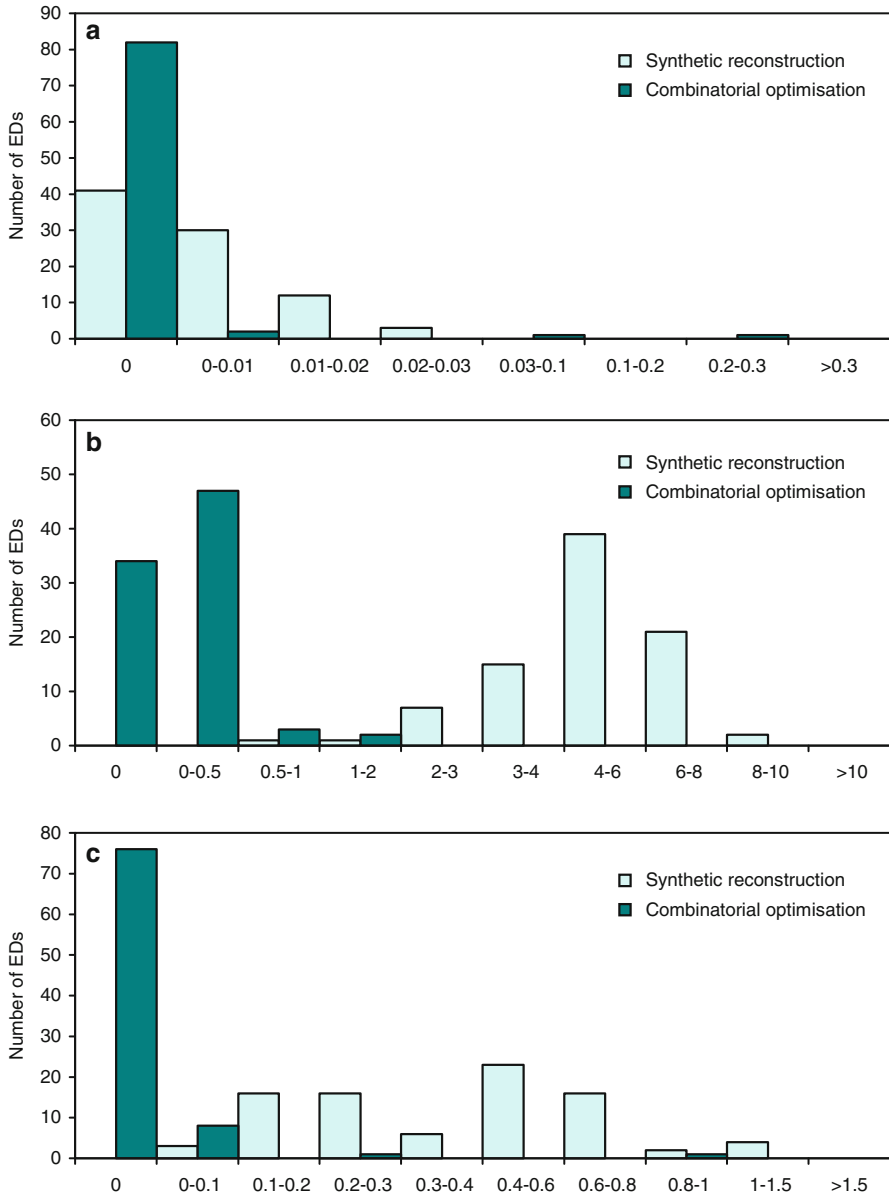 a
90
80
70
60
50
40
30
20
10
0
Number of EDs
Synthetic reconstruction
Combinatorial optimisation
0 0-0.01 0.01-0.02 0.02-0.03 0.03-0.1 0.1-0.2 0.2-0.3 >0.3
b
60
50
40
30
20
10
0
Number of EDs
Synthetic reconstruction
Combinatorial optimisation
0 0-0.5 0.5-1 1-2 2-3 3-4 4-6 6-8 8-10 >10
c
80
70
60
50
40
30
20
10
0
Number of EDs
Synthetic reconstruction
Combinatorial optimisation
0 0-0.1 0.1-0.2 0.2-0.3 0.3-0.4 0.4-0.6 0.6-0.8 0.8-1 1-1.5 >1.5